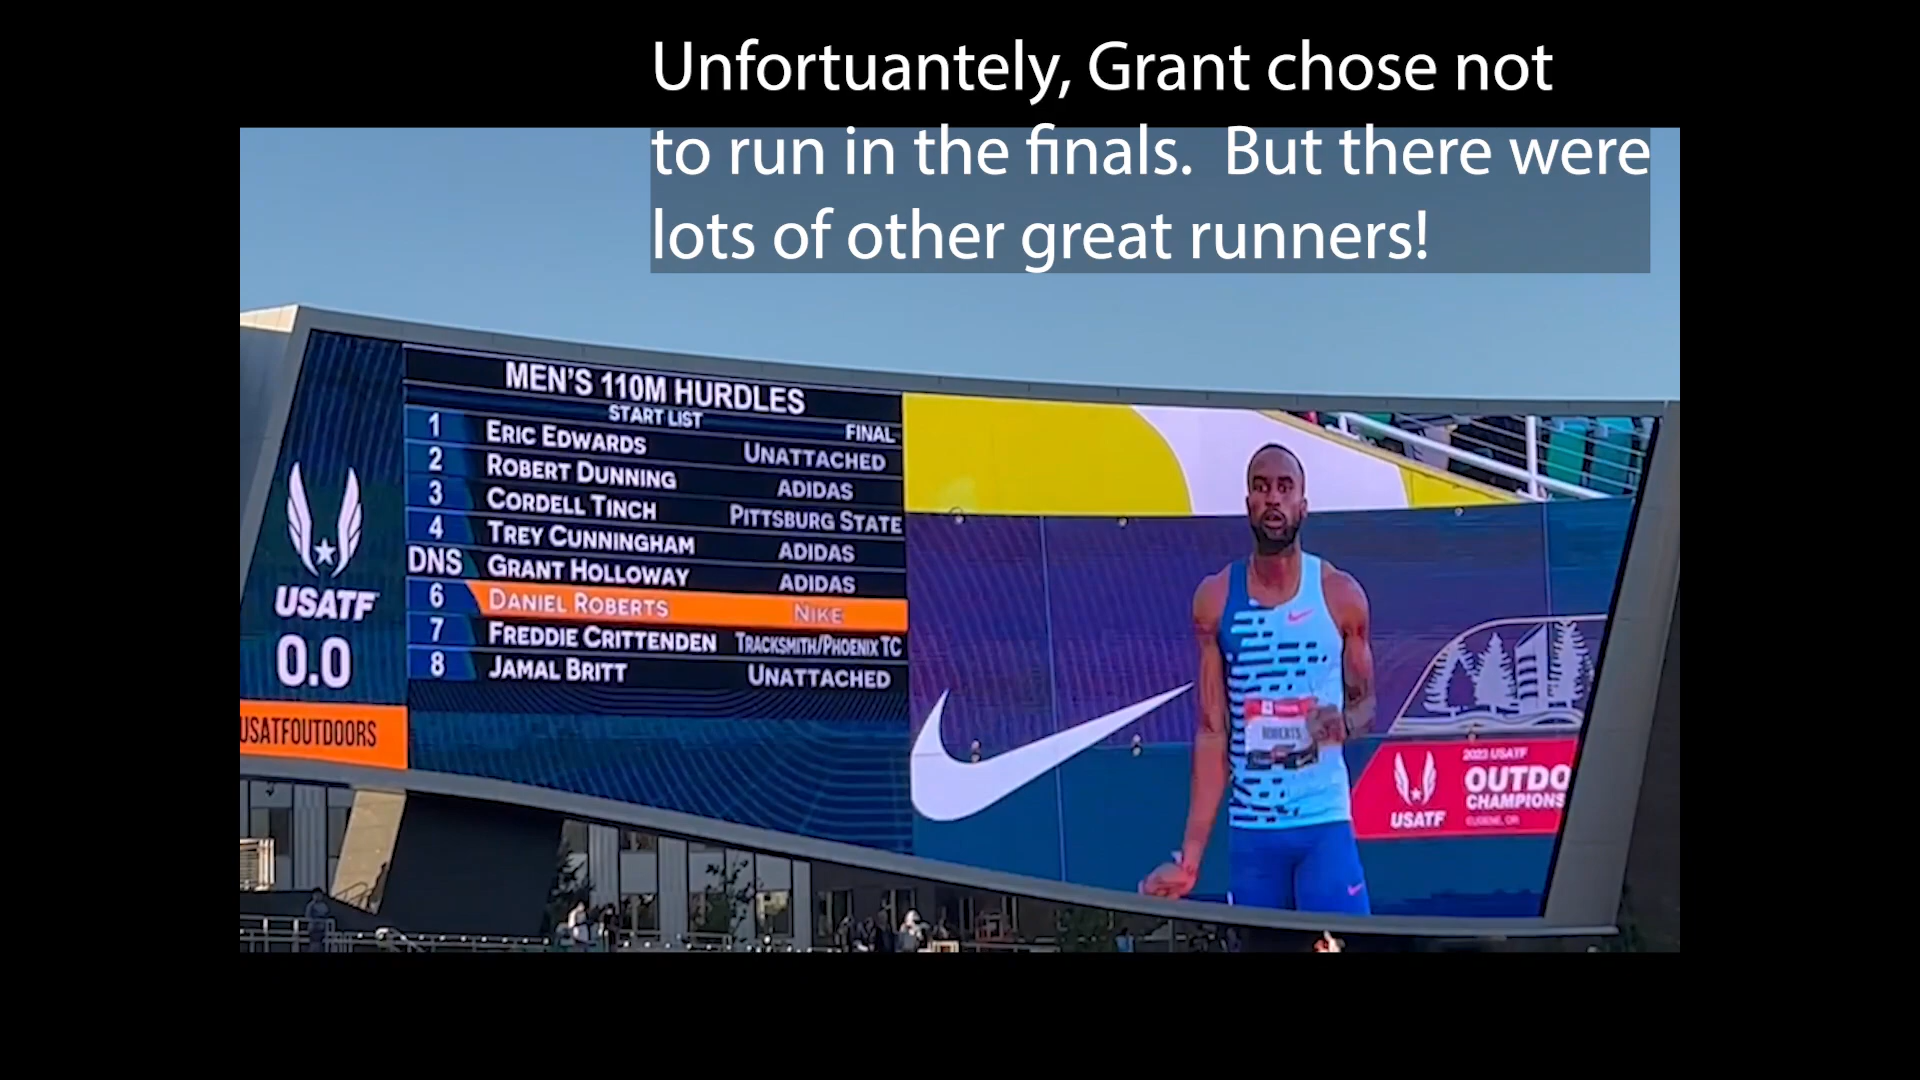 Unfortuantely, Grant chose not
to run in the finals.  But there were
lots of other great runners!
MEN'S 110M HURDLES
START LIST
FINAL
1 ERIC EDWARDS UNATTACHED
2 ROBERT DUNNING ADIDAS
3 CORDELL TINCH PITTSBURG STATE
4 TREY CUNNINGHAM ADIDAS
DNS GRANT HOLLOWAY ADIDAS
6 DANIEL ROBERTS NIKE
7 FREDDIE CRITTENDEN TRACKSMITH/PHOENIX TC
8 JAMAL BRITT UNATTACHED
USATF
0.0
USATFOUTDOORS
ROBERTS
2023 USATF
OUTDO
CHAMPIONS
EUGENE, OR
USATF